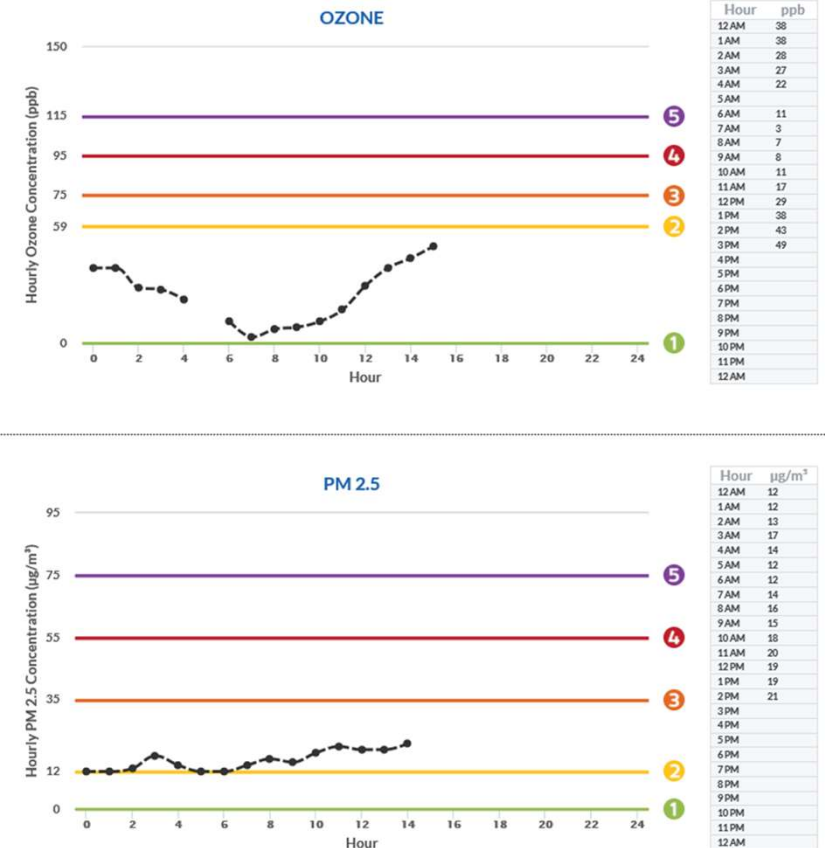 OZONE
Hourly Ozone Concentration (ppb)
150
115
95
75
59
0
5
4
3
2
1
0 2 4 6 8 10 12 14 16 18 20 22 24
Hour
Hour ppb
12 AM 38
1 AM 38
2 AM 28
3 AM 27
4 AM 22
5 AM
6 AM 11
7 AM 3
8 AM 7
9 AM 8
10 AM 11
11 AM 17
12 PM 29
1 PM 38
2 PM 43
3 PM 49
4 PM
5 PM
6 PM
7 PM
8 PM
9 PM
10 PM
11 PM
12 AM
PM 2.5
Hourly PM 2.5 Concentration (µg/m³)
95
75
55
35
12
0
5
4
3
2
1
0 2 4 6 8 10 12 14 16 18 20 22 24
Hour
Hour µg/m³
12 AM 12
1 AM 12
2 AM 13
3 AM 17
4 AM 14
5 AM 12
6 AM 12
7 AM 14
8 AM 16
9 AM 15
10 AM 18
11 AM 20
12 PM 19
1 PM 19
2 PM 21
3 PM
4 PM
5 PM
6 PM
7 PM
8 PM
9 PM
10 PM
11 PM
12 AM